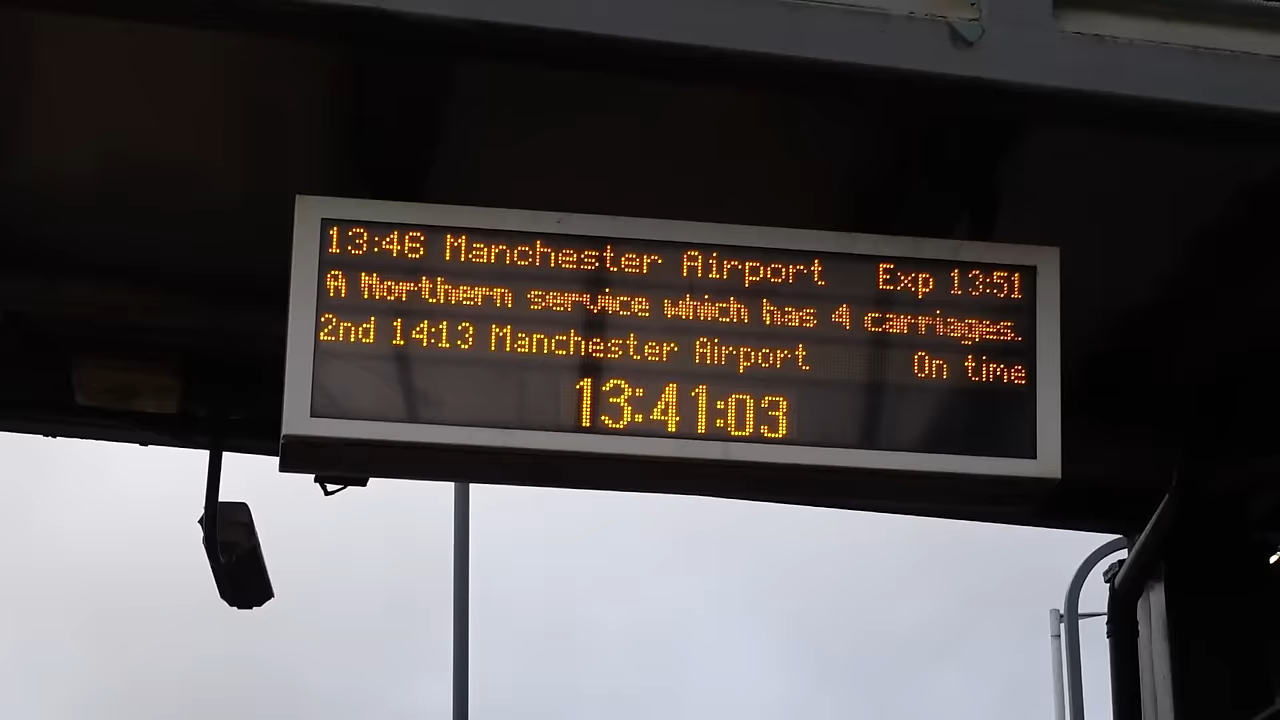 13:46 Manchester Airport Exp 13:51
A Northern service which has 4 carriages.
2nd 14:13 Manchester Airport On time
13:41:03